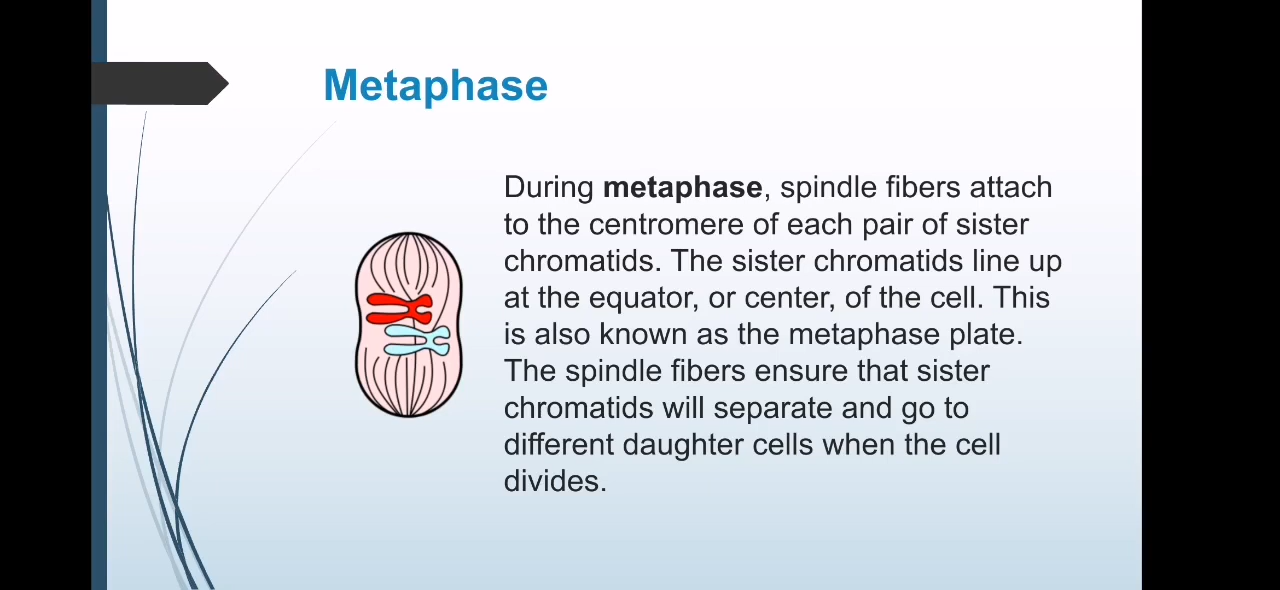 Metaphase
During metaphase, spindle fibers attach
to the centromere of each pair of sister
chromatids. The sister chromatids line up
at the equator, or center, of the cell. This
is also known as the metaphase plate.
The spindle fibers ensure that sister
chromatids will separate and go to
different daughter cells when the cell
divides.